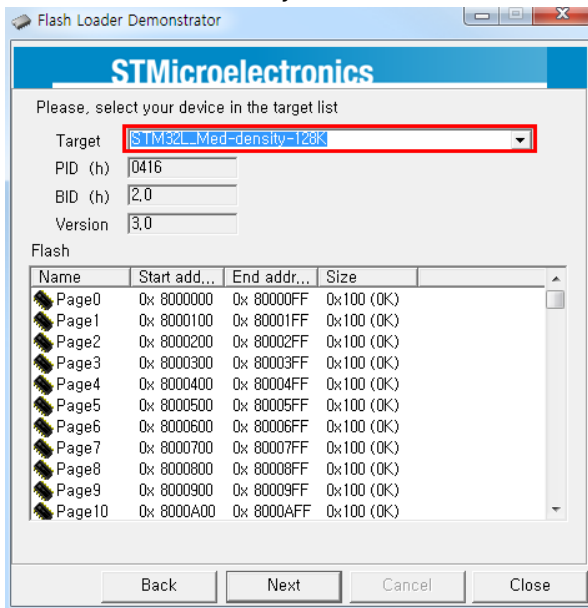 Flash Loader Demonstrator
STMicroelectronics
Please, select your device in the target list
Target STM32L_Med-density-128K
PID (h) 0416
BID (h) 2.0
Version 3.0
Flash
Name Start add... End addr... Size
Page0 0x 8000000 0x 80000FF 0x100 (0K)
Page1 0x 8000100 0x 80001FF 0x100 (0K)
Page2 0x 8000200 0x 80002FF 0x100 (0K)
Page3 0x 8000300 0x 80003FF 0x100 (0K)
Page4 0x 8000400 0x 80004FF 0x100 (0K)
Page5 0x 8000500 0x 80005FF 0x100 (0K)
Page6 0x 8000600 0x 80006FF 0x100 (0K)
Page7 0x 8000700 0x 80007FF 0x100 (0K)
Page8 0x 8000800 0x 80008FF 0x100 (0K)
Page9 0x 8000900 0x 80009FF 0x100 (0K)
Page10 0x 8000A00 0x 8000AFF 0x100 (0K)
Back Next Cancel Close